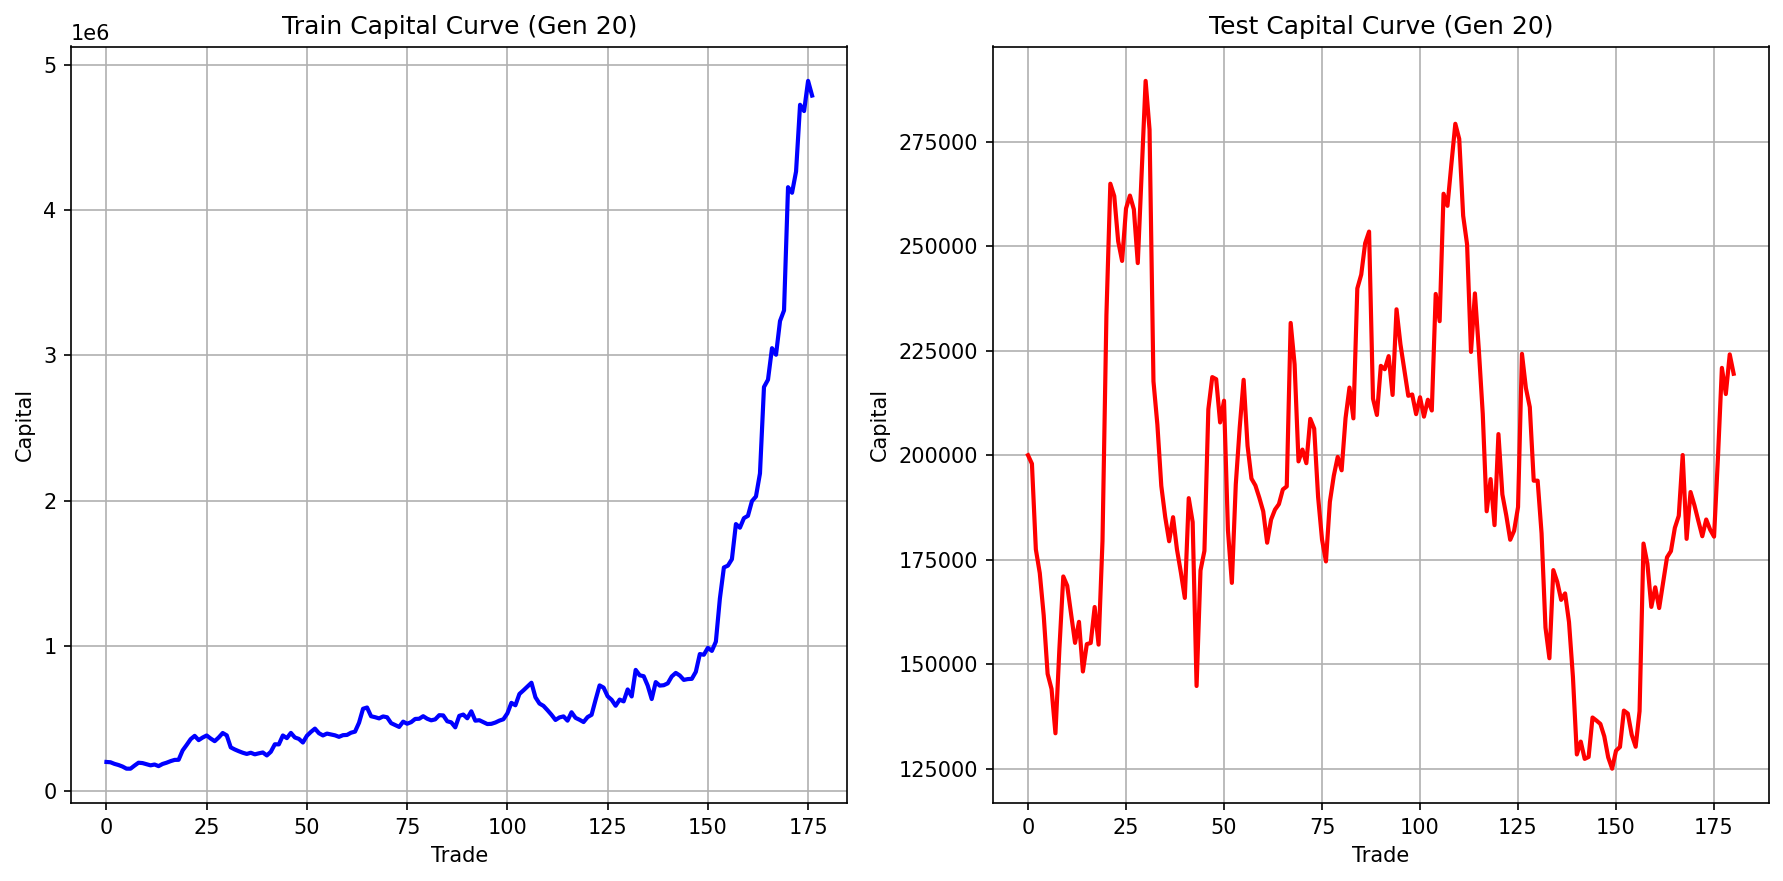 Train Capital Curve (Gen 20)
1e6
5
4
3
2
1
0
Capital
0 25 50 75 100 125 150 175
Trade
Test Capital Curve (Gen 20)
275000
250000
225000
200000
175000
150000
125000
Capital
0 25 50 75 100 125 150 175
Trade